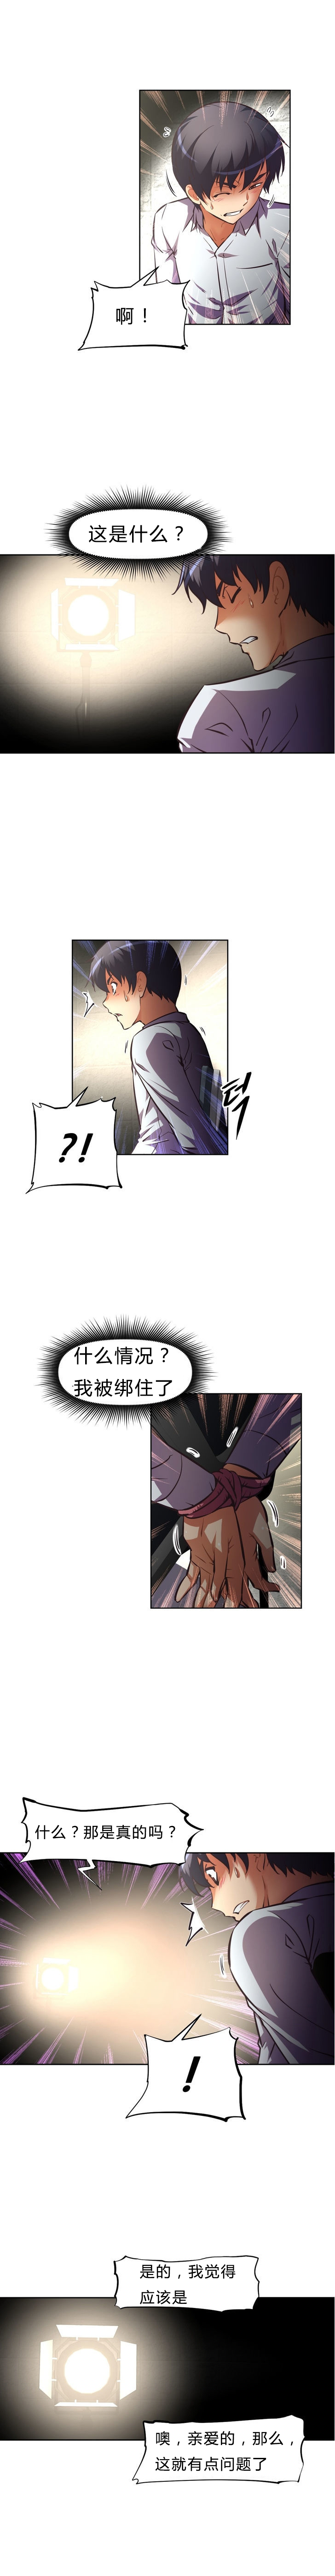 啊！
这是什么？
?!
턱
什么情况？
我被绑住了
什么？那是真的吗？
！
是的，我觉得
应该是
噢，亲爱的，那么，
这就有点问题了